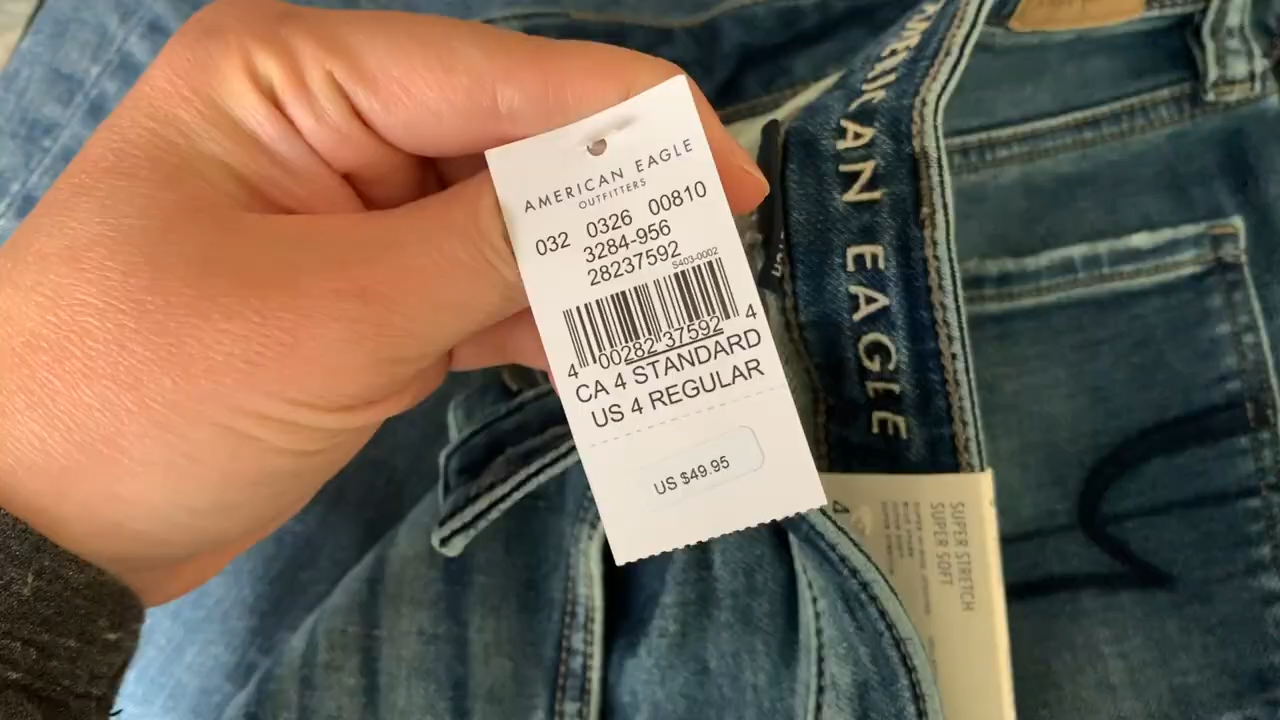 AMERICAN EAGLE
OUTFITTERS
032 0326 00810
3284-956
28237592
S403-0002
4 00282 37592 4
CA 4 STANDARD
US 4 REGULAR
US $49.95
AMERICAN EAGLE
4
SUPER STRETCH
SUPER SOFT